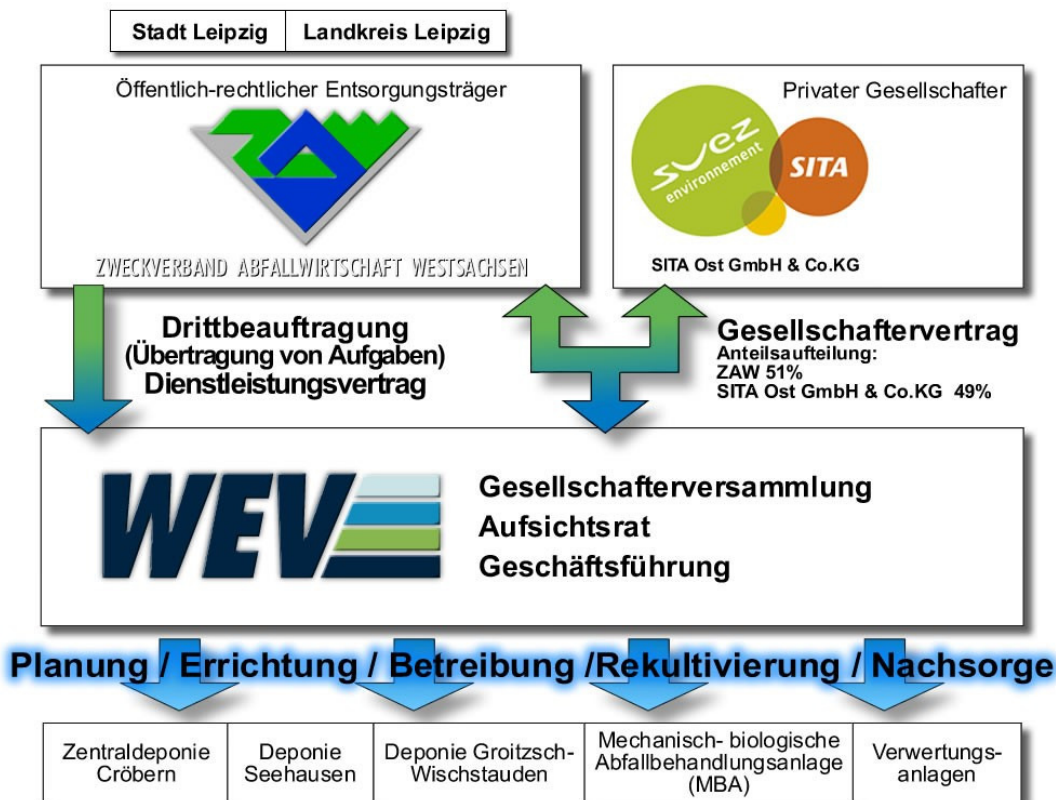 Stadt Leipzig
Landkreis Leipzig
Öffentlich-rechtlicher Entsorgungsträger
ZWECKVERBAND ABFALLWIRTSCHAFT WESTSACHSEN
Privater Gesellschafter
suez
environnement
SITA
SITA Ost GmbH & Co.KG
Drittbeauftragung
(Übertragung von Aufgaben)
Dienstleistungsvertrag
Gesellschaftervertrag
Anteilsaufteilung:
ZAW 51%
SITA Ost GmbH & Co.KG 49%
WEV
Gesellschafterversammlung
Aufsichtsrat
Geschäftsführung
Planung / Errichtung / Betreibung /Rekultivierung / Nachsorge
Zentraldeponie
Cröbern
Deponie
Seehausen
Deponie Groitzsch-
Wischstauden
Mechanisch- biologische
Abfallbehandlungsanlage
(MBA)
Verwertungs-
anlagen